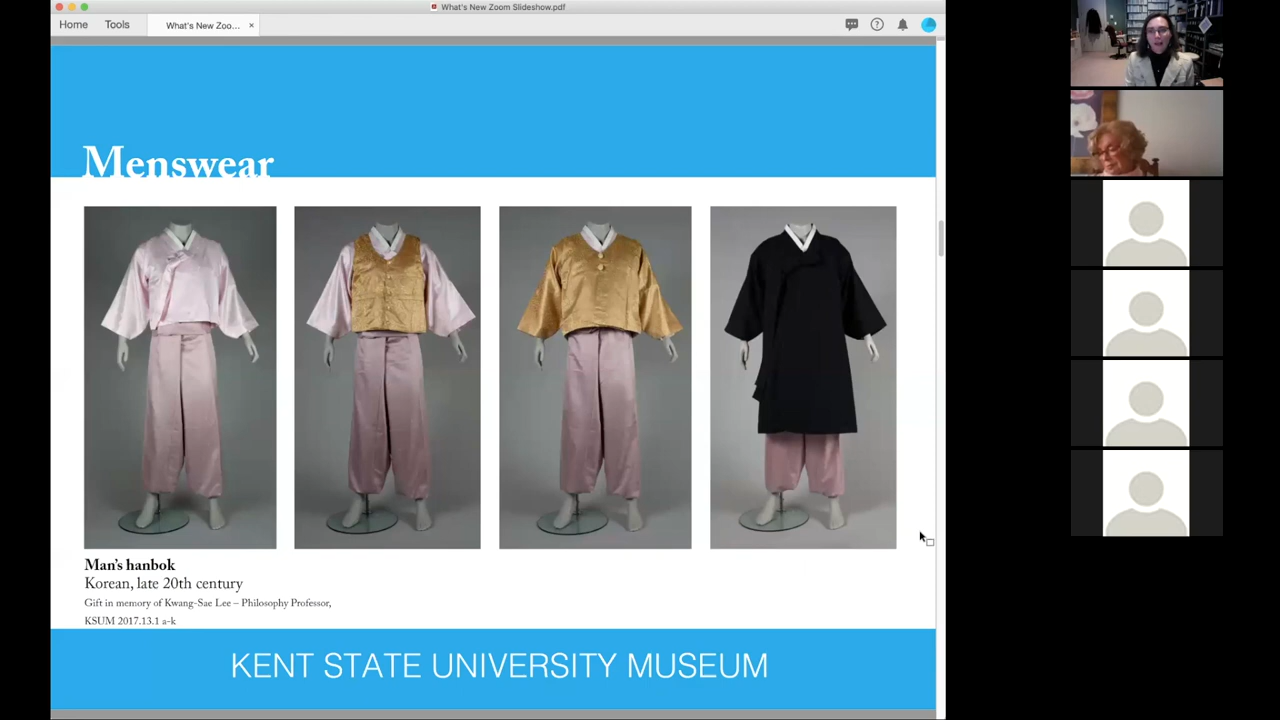 What's New Zoom Slideshow.pdf
Home
Tools
What's New Zoo...
×
?
Menswear
Man's hanbok
Korean, late 20th century
Gift in memory of Kwang-Sae Lee – Philosophy Professor,
KSUM 2017.13.1 a-k
KENT STATE UNIVERSITY MUSEUM